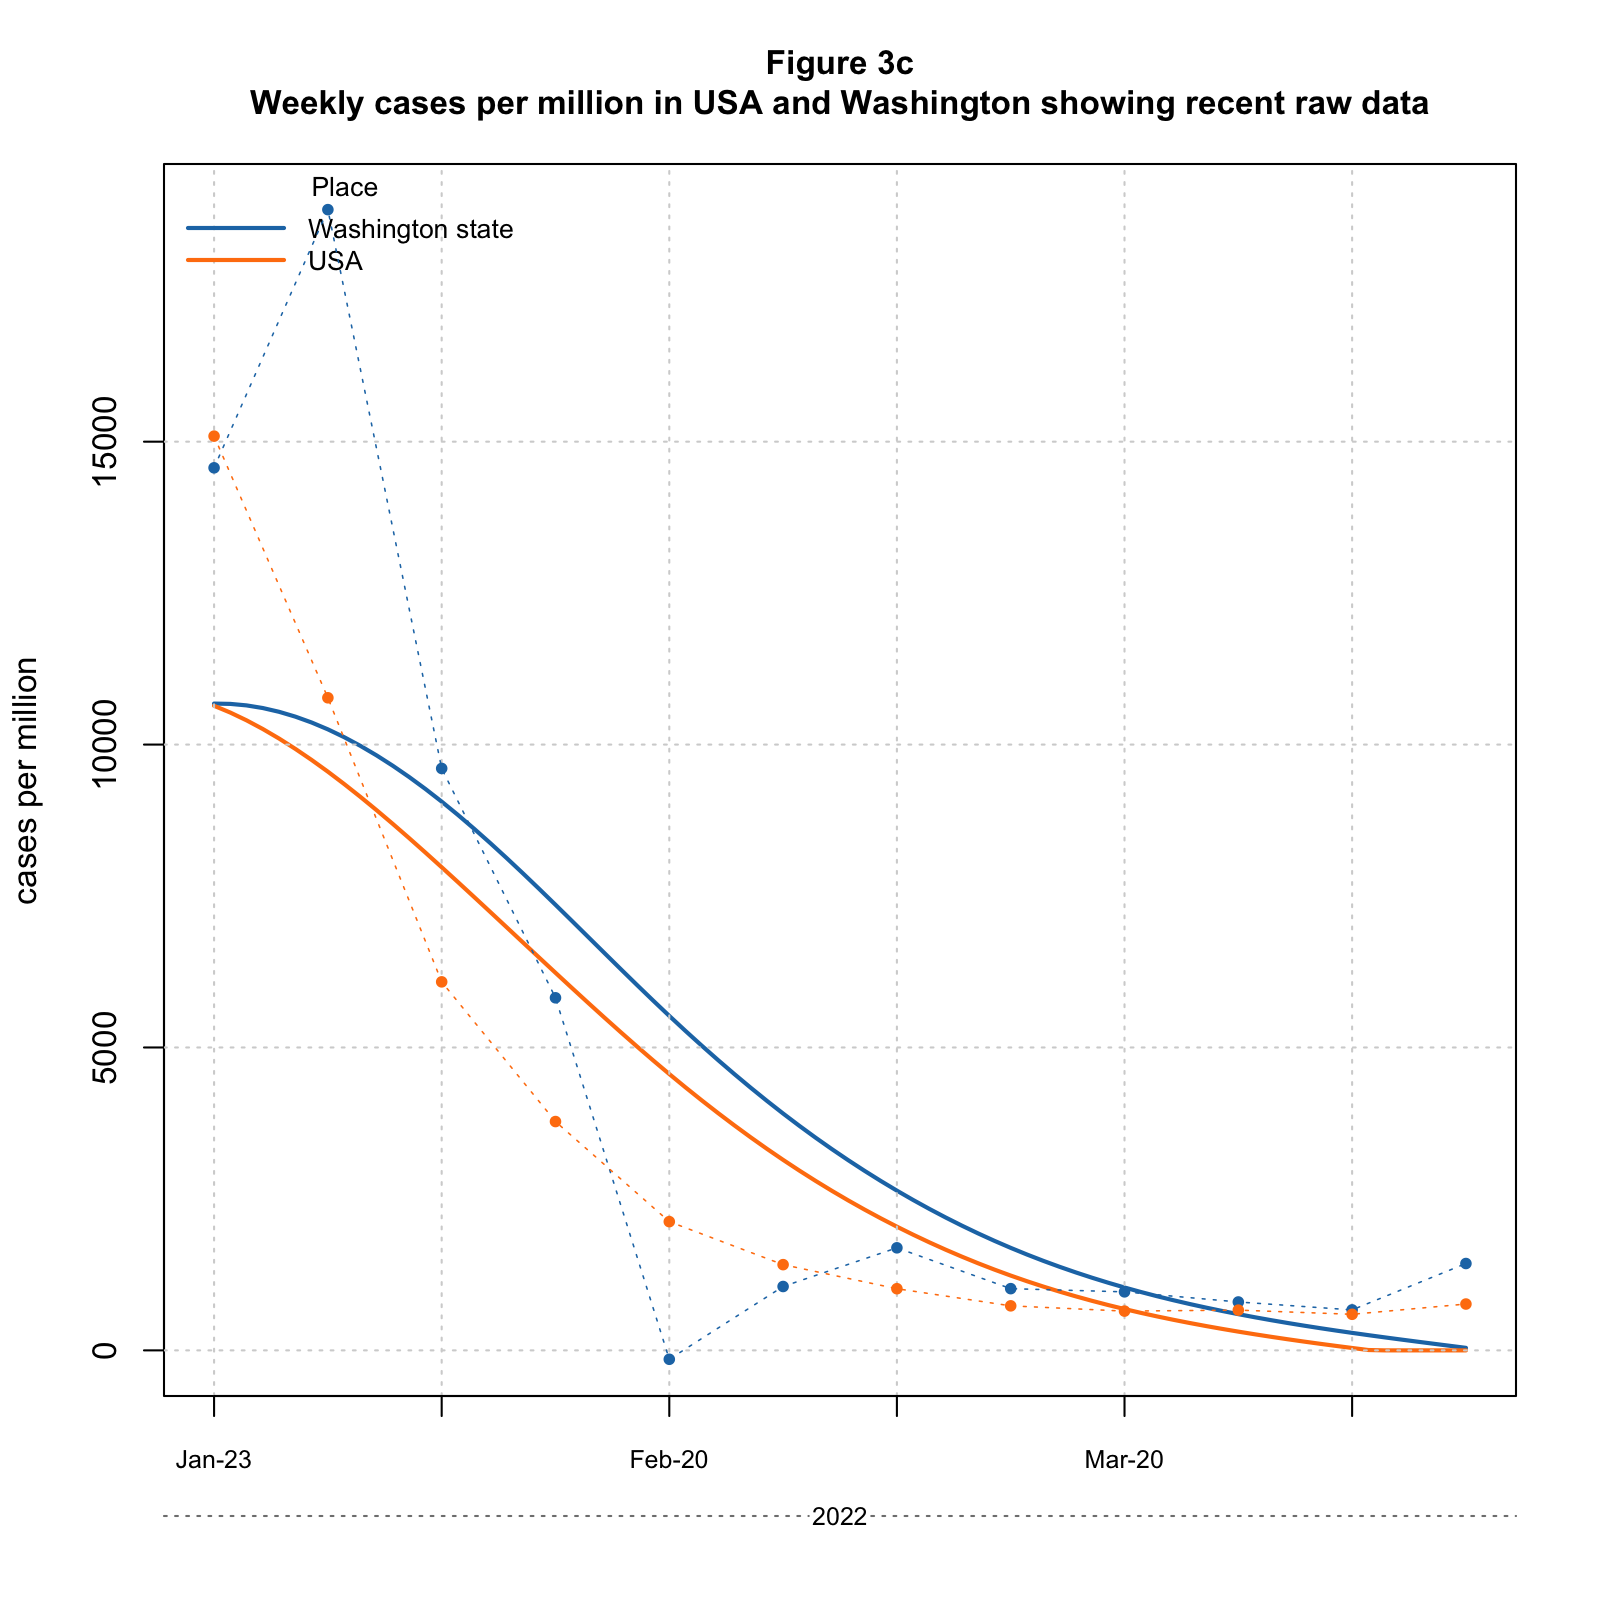 Figure 3c
Weekly cases per million in USA and Washington showing recent raw data
Place
Washington state
USA
cases per million
15000
10000
5000
0
Jan-23
Feb-20
Mar-20
2022